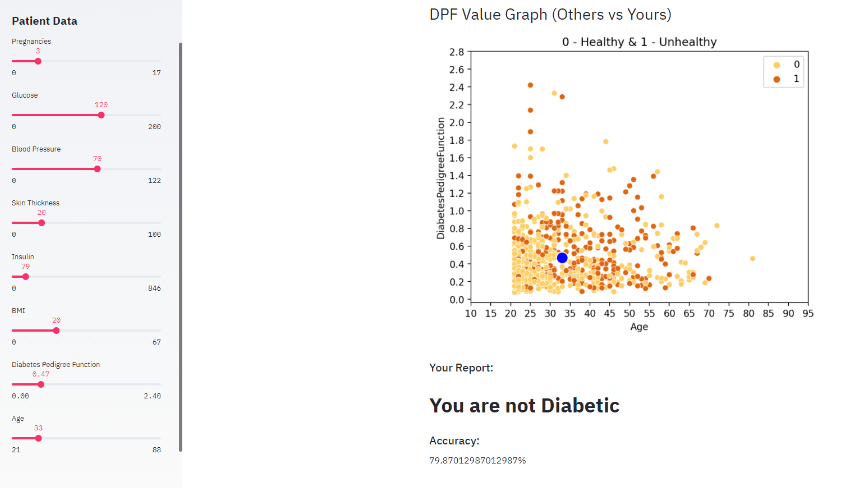 Patient Data
Pregnancies
3
0 17
Glucose
120
0 200
Blood Pressure
70
0 122
Skin Thickness
20
0 100
Insulin
79
0 846
BMI
20
0 67
Diabetes Pedigree Function
0.47
0.00 2.40
Age
33
21 88
DPF Value Graph (Others vs Yours)
0 - Healthy & 1 - Unhealthy
0
1
DiabetesPedigreeFunction
2.8
2.6
2.4
2.2
2.0
1.8
1.6
1.4
1.2
1.0
0.8
0.6
0.4
0.2
0.0
10 15 20 25 30 35 40 45 50 55 60 65 70 75 80 85 90 95
Age
Your Report:
You are not Diabetic
Accuracy:
79.87012987012987%